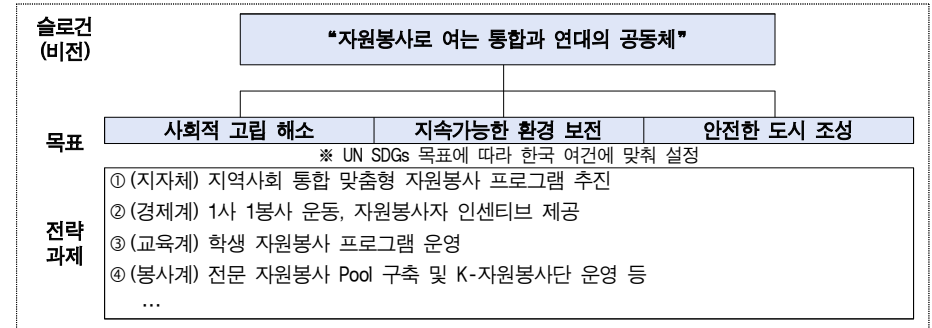 슬로건
(비전)
“자원봉사로 여는 통합과 연대의 공동체”
목표
사회적 고립 해소
지속가능한 환경 보전
안전한 도시 조성
※ UN SDGs 목표에 따라 한국 여건에 맞춰 설정
전략
과제
① (지자체) 지역사회 통합 맞춤형 자원봉사 프로그램 추진
② (경제계) 1사 1봉사 운동, 자원봉사자 인센티브 제공
③ (교육계) 학생 자원봉사 프로그램 운영
④ (봉사계) 전문 자원봉사 Pool 구축 및 K-자원봉사단 운영 등
…